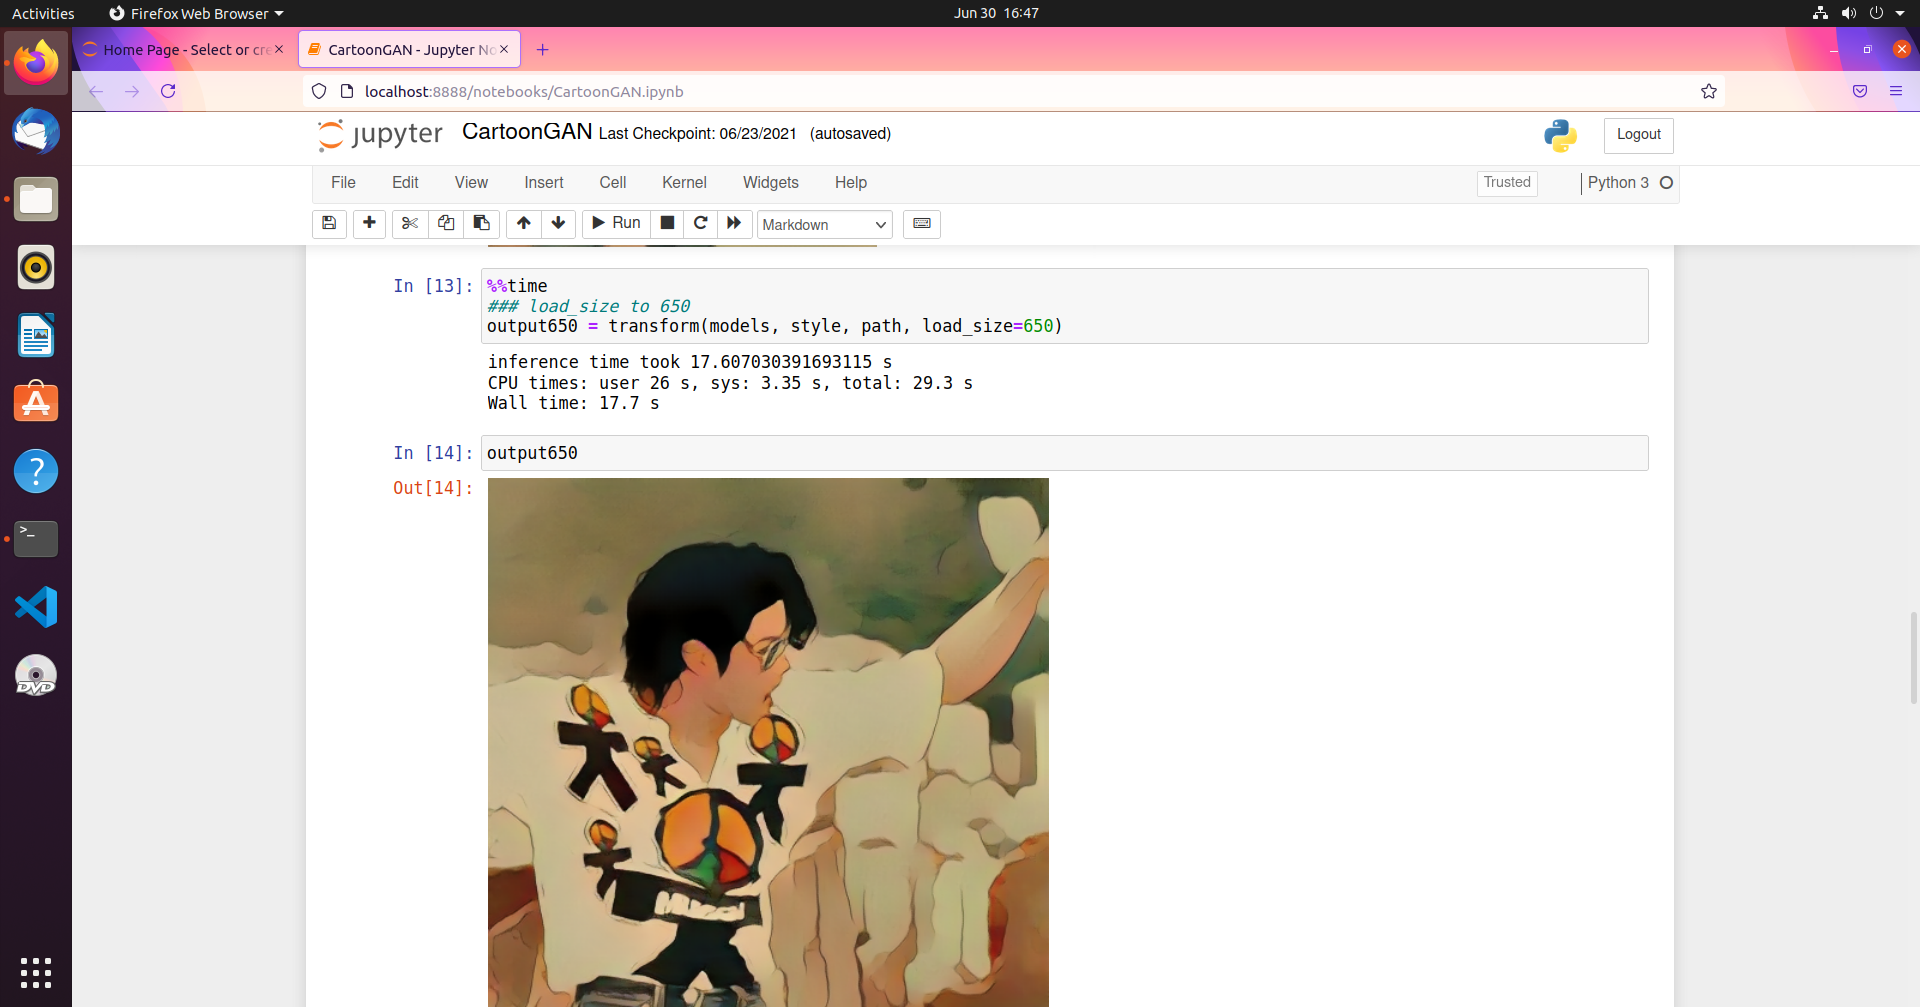 Activities
Firefox Web Browser
Jun 30 16:47
Home Page - Select or cre
CartoonGAN - Jupyter No
localhost:8888/notebooks/CartoonGAN.ipynb
jupyter
CartoonGAN Last Checkpoint: 06/23/2021 (autosaved)
Logout
File Edit View Insert Cell Kernel Widgets Help
Trusted
Python 3
Run
Markdown
In [13]:
%%time
### load_size to 650
output650 = transform(models, style, path, load_size=650)
inference time took 17.607030391693115 s
CPU times: user 26 s, sys: 3.35 s, total: 29.3 s
Wall time: 17.7 s
In [14]:
output650
Out[14]:
>_
?
DVD